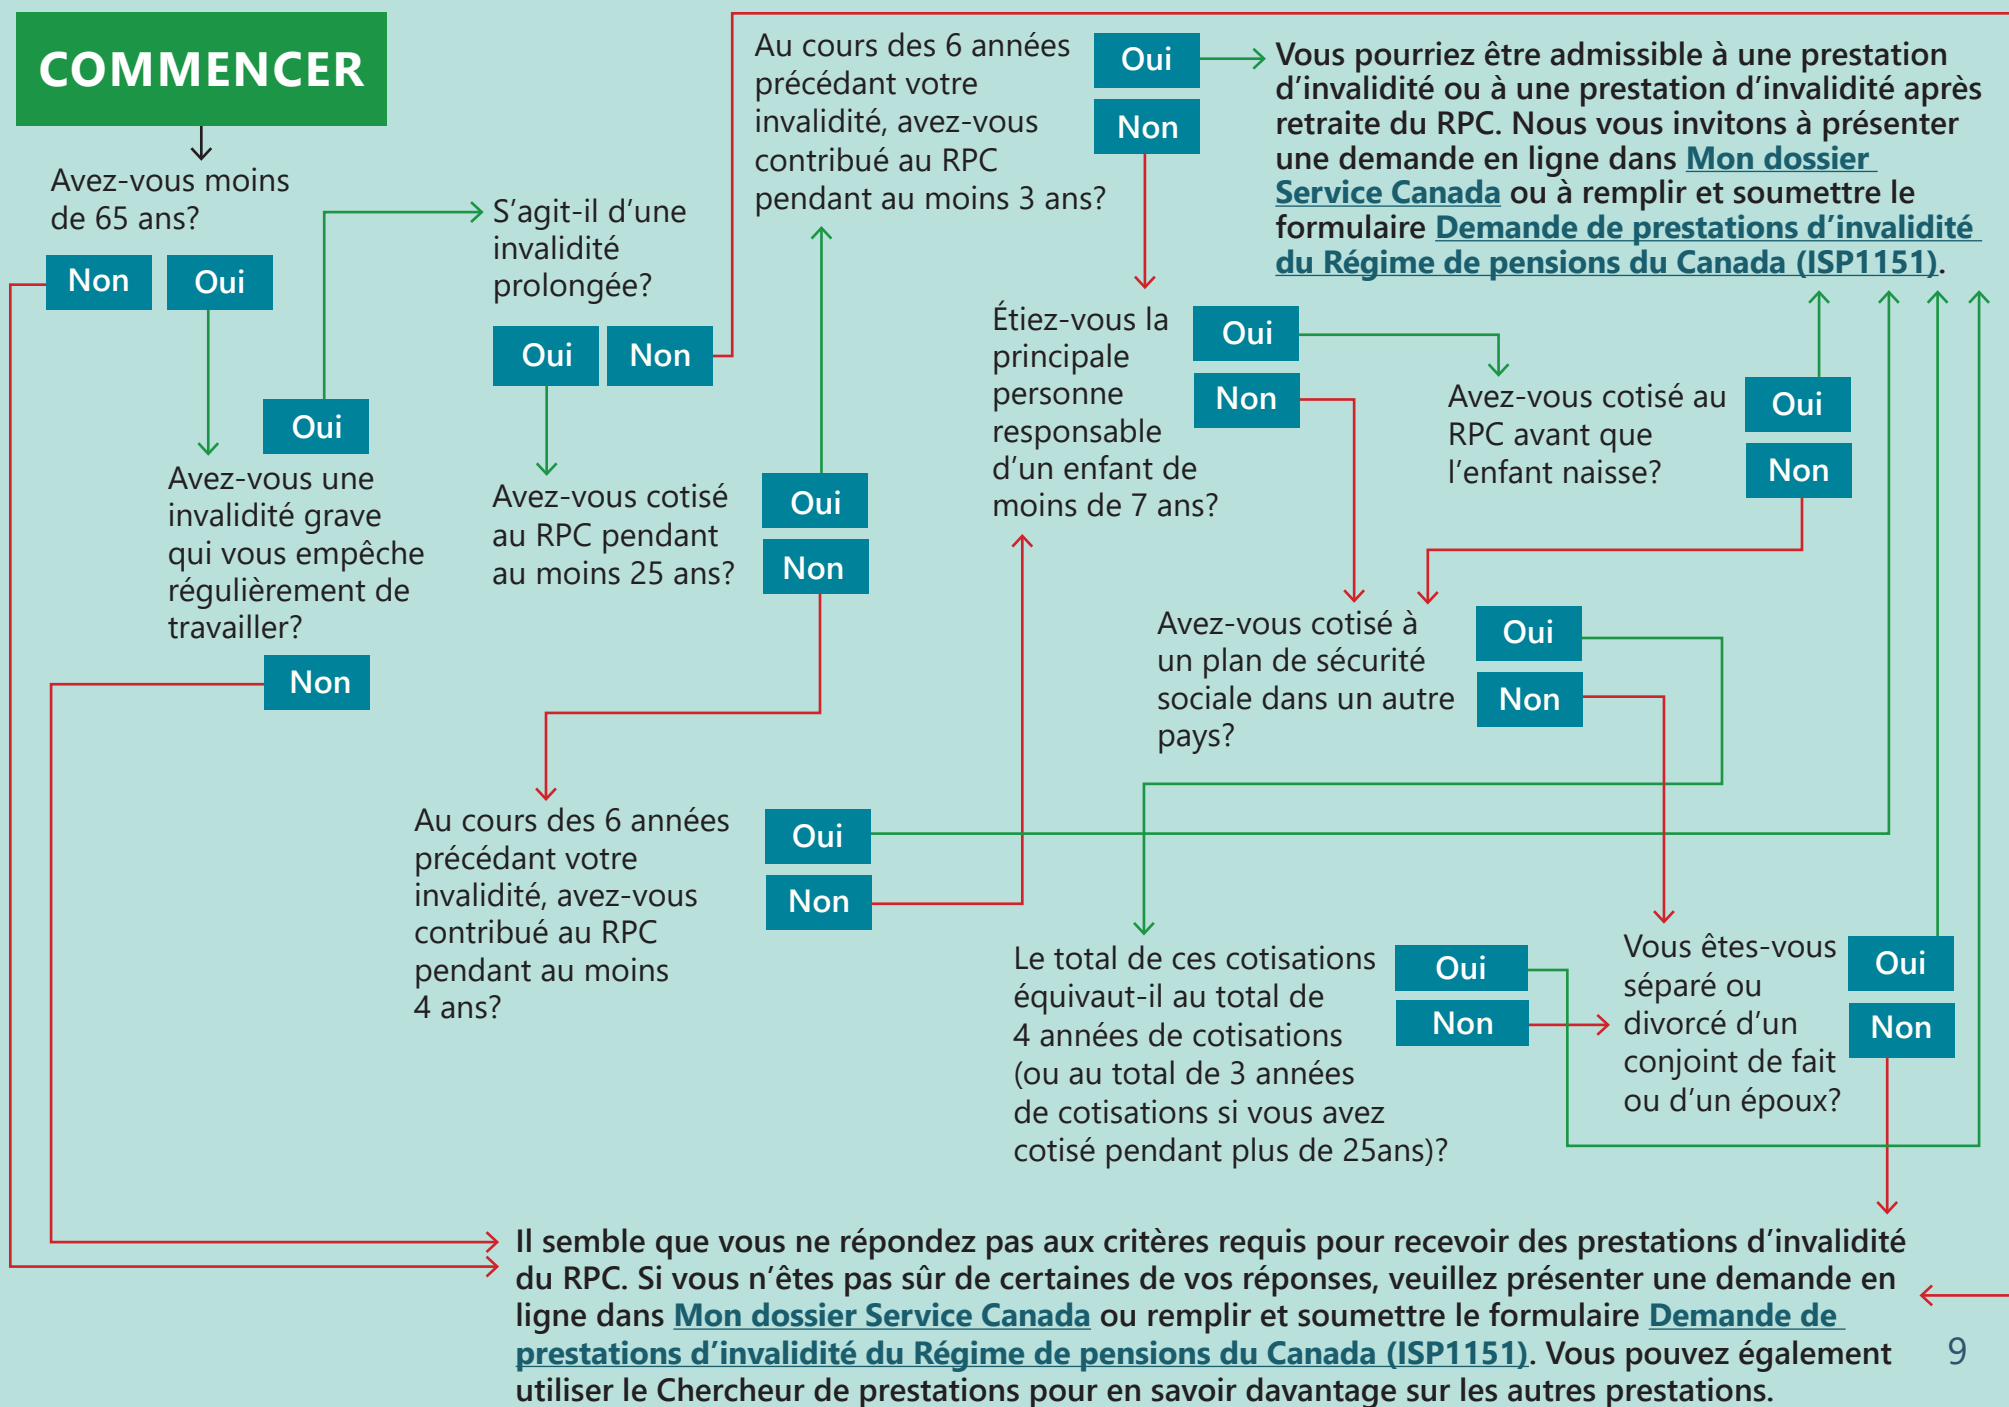 COMMENCER
Avez-vous moins
de 65 ans?
Non
Oui
Oui
Avez-vous une
invalidité grave
qui vous empêche
régulièrement de
travailler?
Non
S'agit-il d'une
invalidité
prolongée?
Oui
Non
Avez-vous cotisé
au RPC pendant
au moins 25 ans?
Oui
Non
Au cours des 6 années
précédant votre
invalidité, avez-vous
contribué au RPC
pendant au moins 3 ans?
Oui
Non
Au cours des 6 années
précédant votre
invalidité, avez-vous
contribué au RPC
pendant au moins
4 ans?
Oui
Non
Étiez-vous la
principale
personne
responsable
d'un enfant de
moins de 7 ans?
Oui
Non
Avez-vous cotisé au
RPC avant que
l'enfant naisse?
Oui
Non
Avez-vous cotisé à
un plan de sécurité
sociale dans un autre
pays?
Oui
Non
Le total de ces cotisations
équivaut-il au total de
4 années de cotisations
(ou au total de 3 années
de cotisations si vous avez
cotisé pendant plus de 25ans)?
Oui
Non
Vous êtes-vous
séparé ou
divorcé d'un
conjoint de fait
ou d'un époux?
Oui
Non
Vous pourriez être admissible à une prestation
d'invalidité ou à une prestation d'invalidité après
retraite du RPC. Nous vous invitons à présenter
une demande en ligne dans Mon dossier
Service Canada ou à remplir et soumettre le
formulaire Demande de prestations d'invalidité
du Régime de pensions du Canada (ISP1151).
Il semble que vous ne répondez pas aux critères requis pour recevoir des prestations d'invalidité
du RPC. Si vous n'êtes pas sûr de certaines de vos réponses, veuillez présenter une demande en
ligne dans Mon dossier Service Canada ou remplir et soumettre le formulaire Demande de
prestations d'invalidité du Régime de pensions du Canada (ISP1151). Vous pouvez également
utiliser le Chercheur de prestations pour en savoir davantage sur les autres prestations.
9